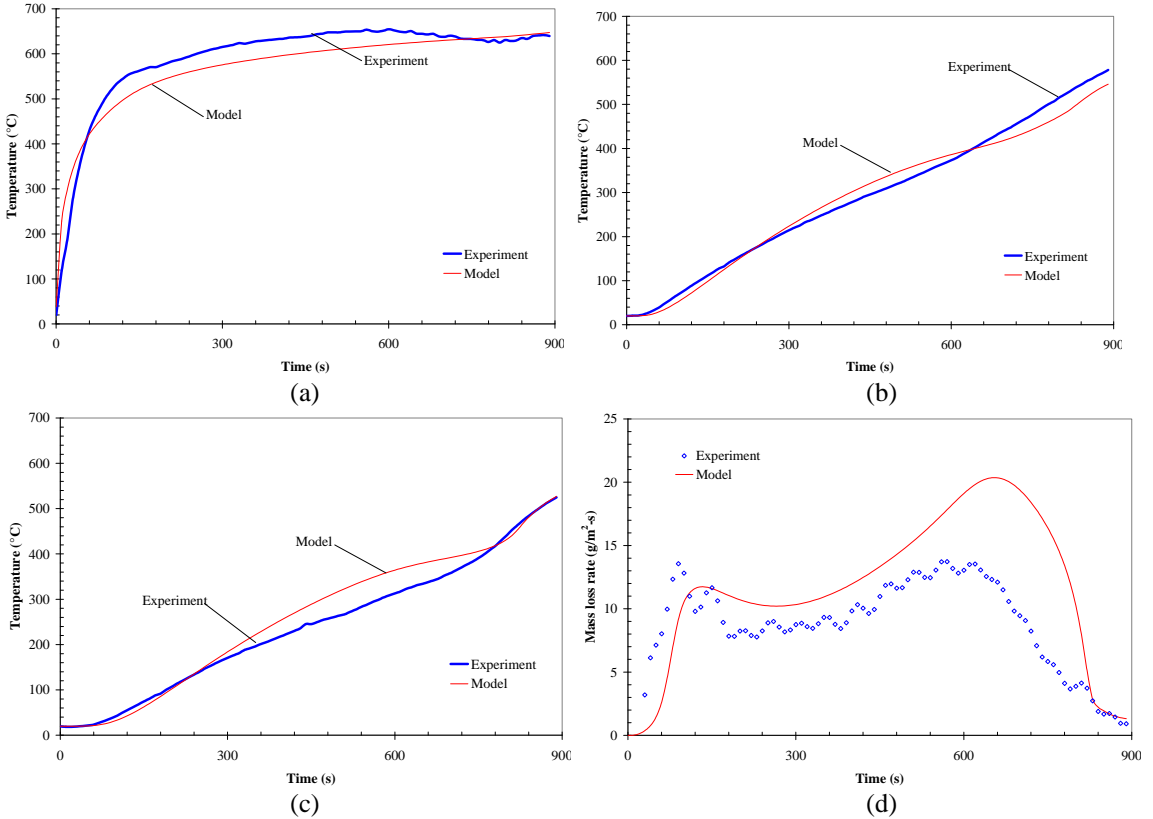 700
600
500
400
300
200
100
0
Temperature (°C)
Experiment
Model
Experiment
Model
0
300
600
900
Time (s)
(a)
700
600
500
400
300
200
100
0
Temperature (°C)
Experiment
Model
Experiment
Model
0
300
600
900
Time (s)
(b)
700
600
500
400
300
200
100
0
Temperature (°C)
Model
Experiment
Experiment
Model
0
300
600
900
Time (s)
(c)
25
20
15
10
5
0
Mass loss rate (g/m²-s)
Experiment
Model
0
300
600
900
Time (s)
(d)